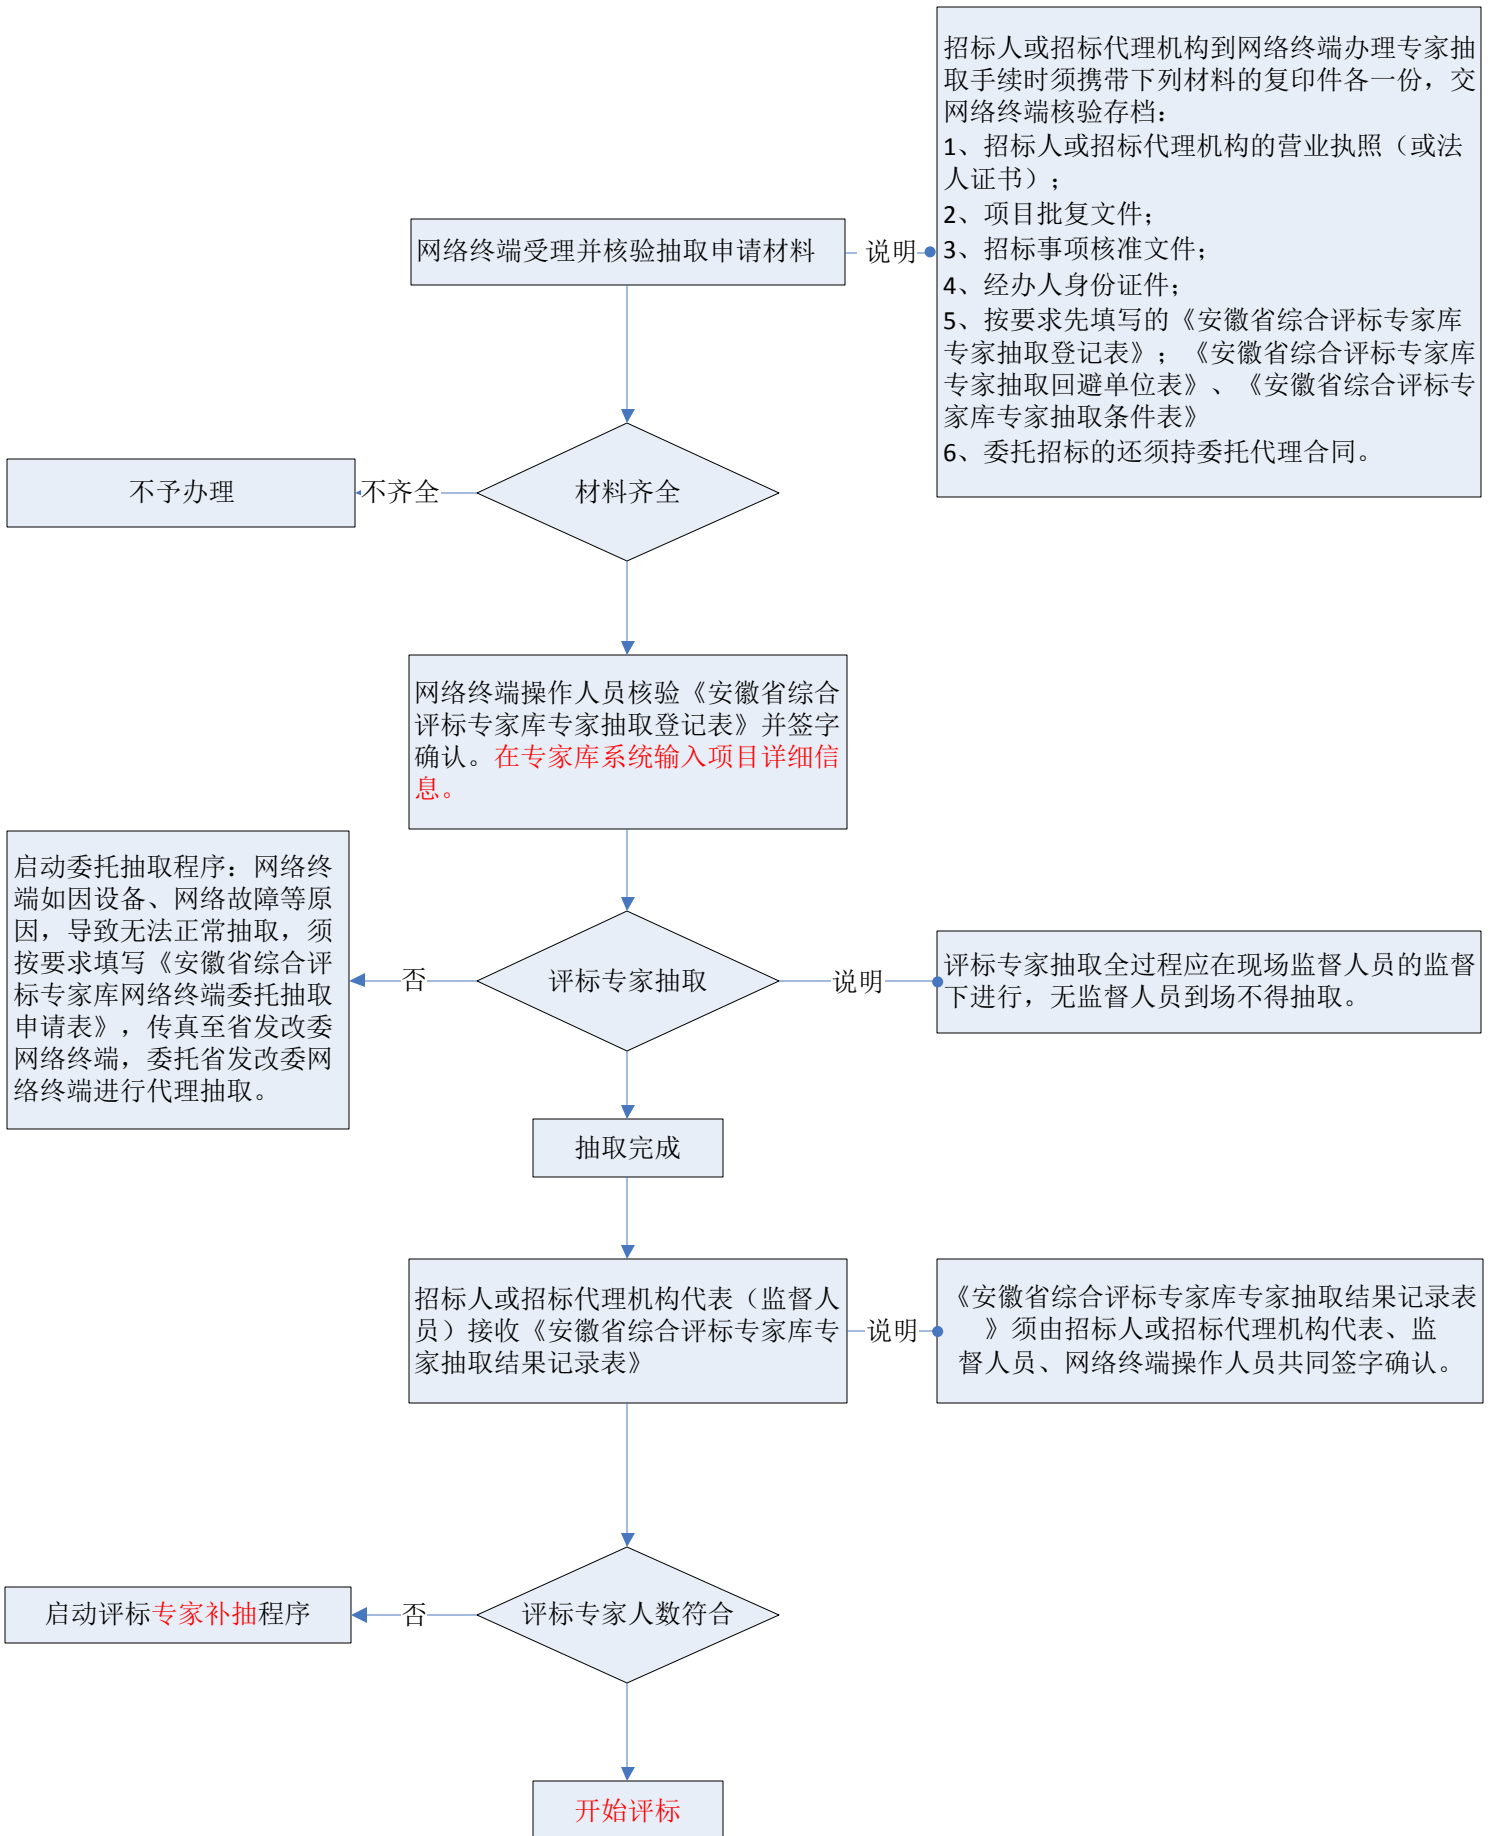 招标人或招标代理机构到网络终端办理专家抽
取手续时须携带下列材料的复印件各一份，交
网络终端核验存档：
1、招标人或招标代理机构的营业执照（或法
人证书）；
2、项目批复文件；
3、招标事项核准文件；
4、经办人身份证件；
5、按要求先填写的《安徽省综合评标专家库
专家抽取登记表》；《安徽省综合评标专家库
专家抽取回避单位表》、《安徽省综合评标专
家库专家抽取条件表》
6、委托招标的还须持委托代理合同。
网络终端受理并核验抽取申请材料
说明
不予办理
不齐全
材料齐全
网络终端操作人员核验《安徽省综合
评标专家库专家抽取登记表》并签字
确认。在专家库系统输入项目详细信
息。
启动委托抽取程序：网络终
端如因设备、网络故障等原
因，导致无法正常抽取，须
按要求填写《安徽省综合评
标专家库网络终端委托抽取
申请表》，传真至省发改委
网络终端，委托省发改委网
络终端进行代理抽取。
否
评标专家抽取
说明
评标专家抽取全过程应在现场监督人员的监督
下进行，无监督人员到场不得抽取。
抽取完成
招标人或招标代理机构代表（监督人
员）接收《安徽省综合评标专家库专
家抽取结果记录表》
说明
《安徽省综合评标专家库专家抽取结果记录表
》须由招标人或招标代理机构代表、监
督人员、网络终端操作人员共同签字确认。
启动评标专家补抽程序
否
评标专家人数符合
开始评标